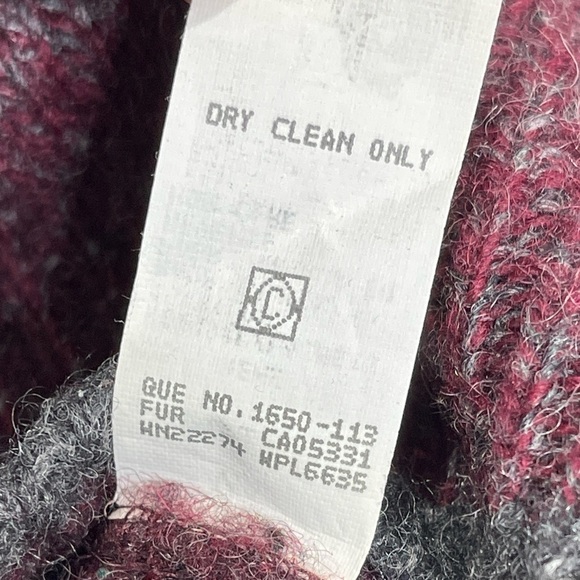 DRY CLEAN ONLY
C
QUE NO. 1650-113
FUR CA05331
WN22274 WPL6635